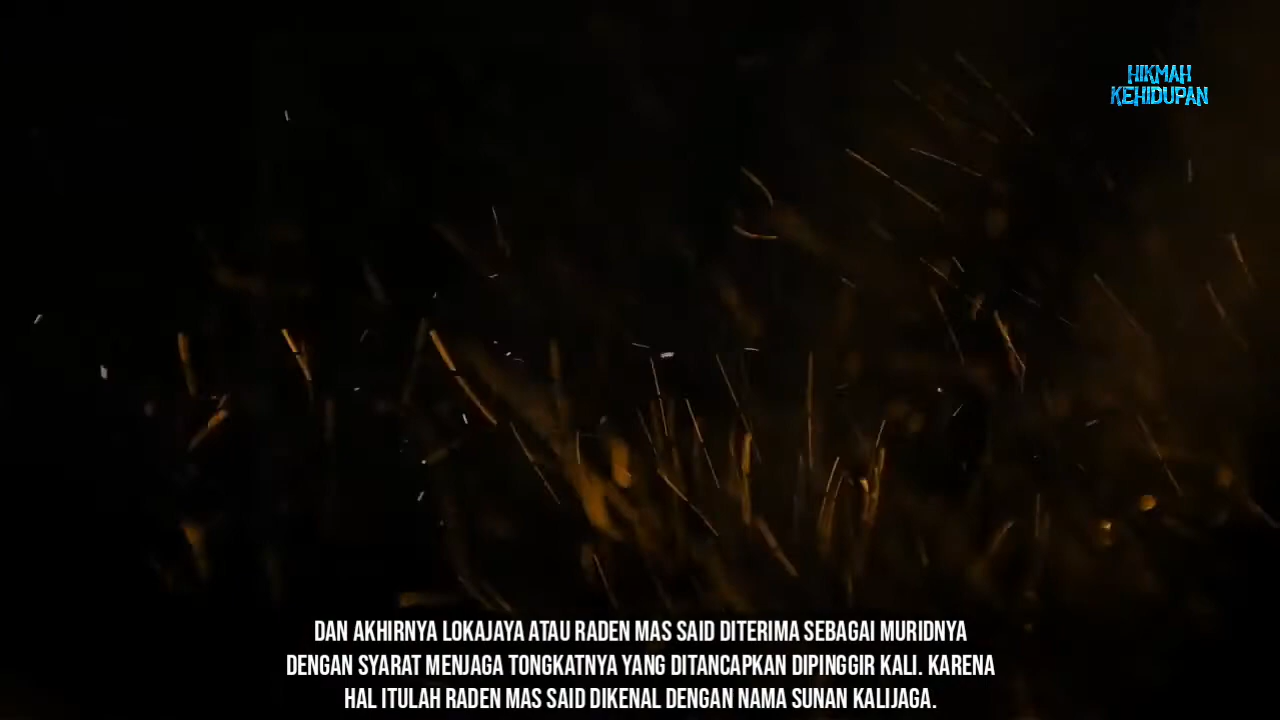 HIKMAH
KEHIDUPAN
DAN AKHIRNYA LOKAJAYA ATAU RADEN MAS SAID DITERIMA SEBAGAI MURIDNYA
DENGAN SYARAT MENJAGA TONGKATNYA YANG DITANCAPKAN DIPINGGIR KALI. KARENA
HAL ITULAH RADEN MAS SAID DIKENAL DENGAN NAMA SUNAN KALIJAGA.